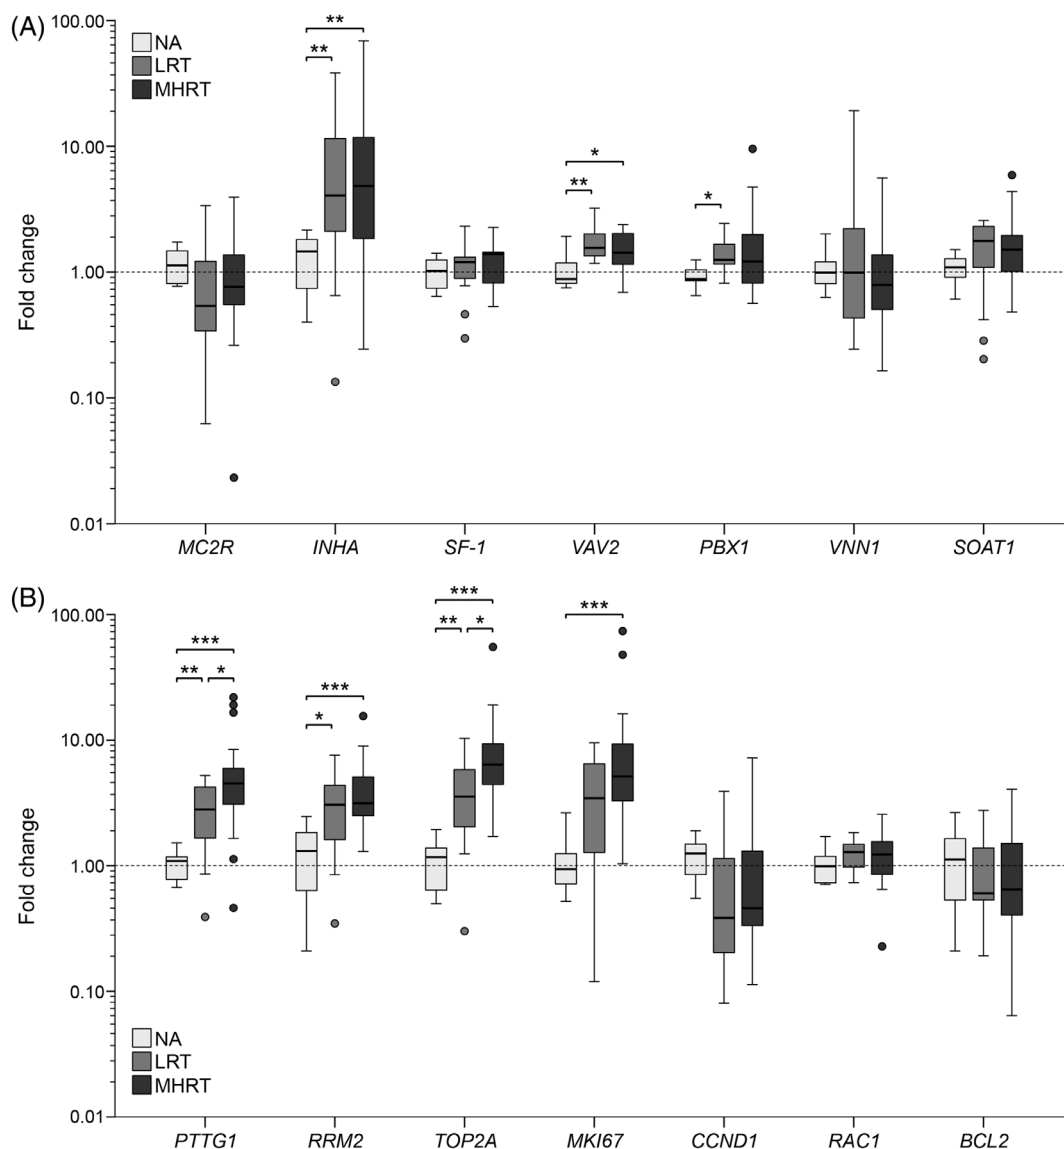 (A)
100.00
10.00
1.00
0.10
0.01
Fold change
NA
LRT
MHRT
** **
* **
*
MC2R INHA SF-1 VAV2 PBX1 VNN1 SOAT1
(B)
100.00
10.00
1.00
0.10
0.01
Fold change
*** ** *
*** *
*** ** *
***
NA
LRT
MHRT
PTTG1 RRM2 TOP2A MKI67 CCND1 RAC1 BCL2